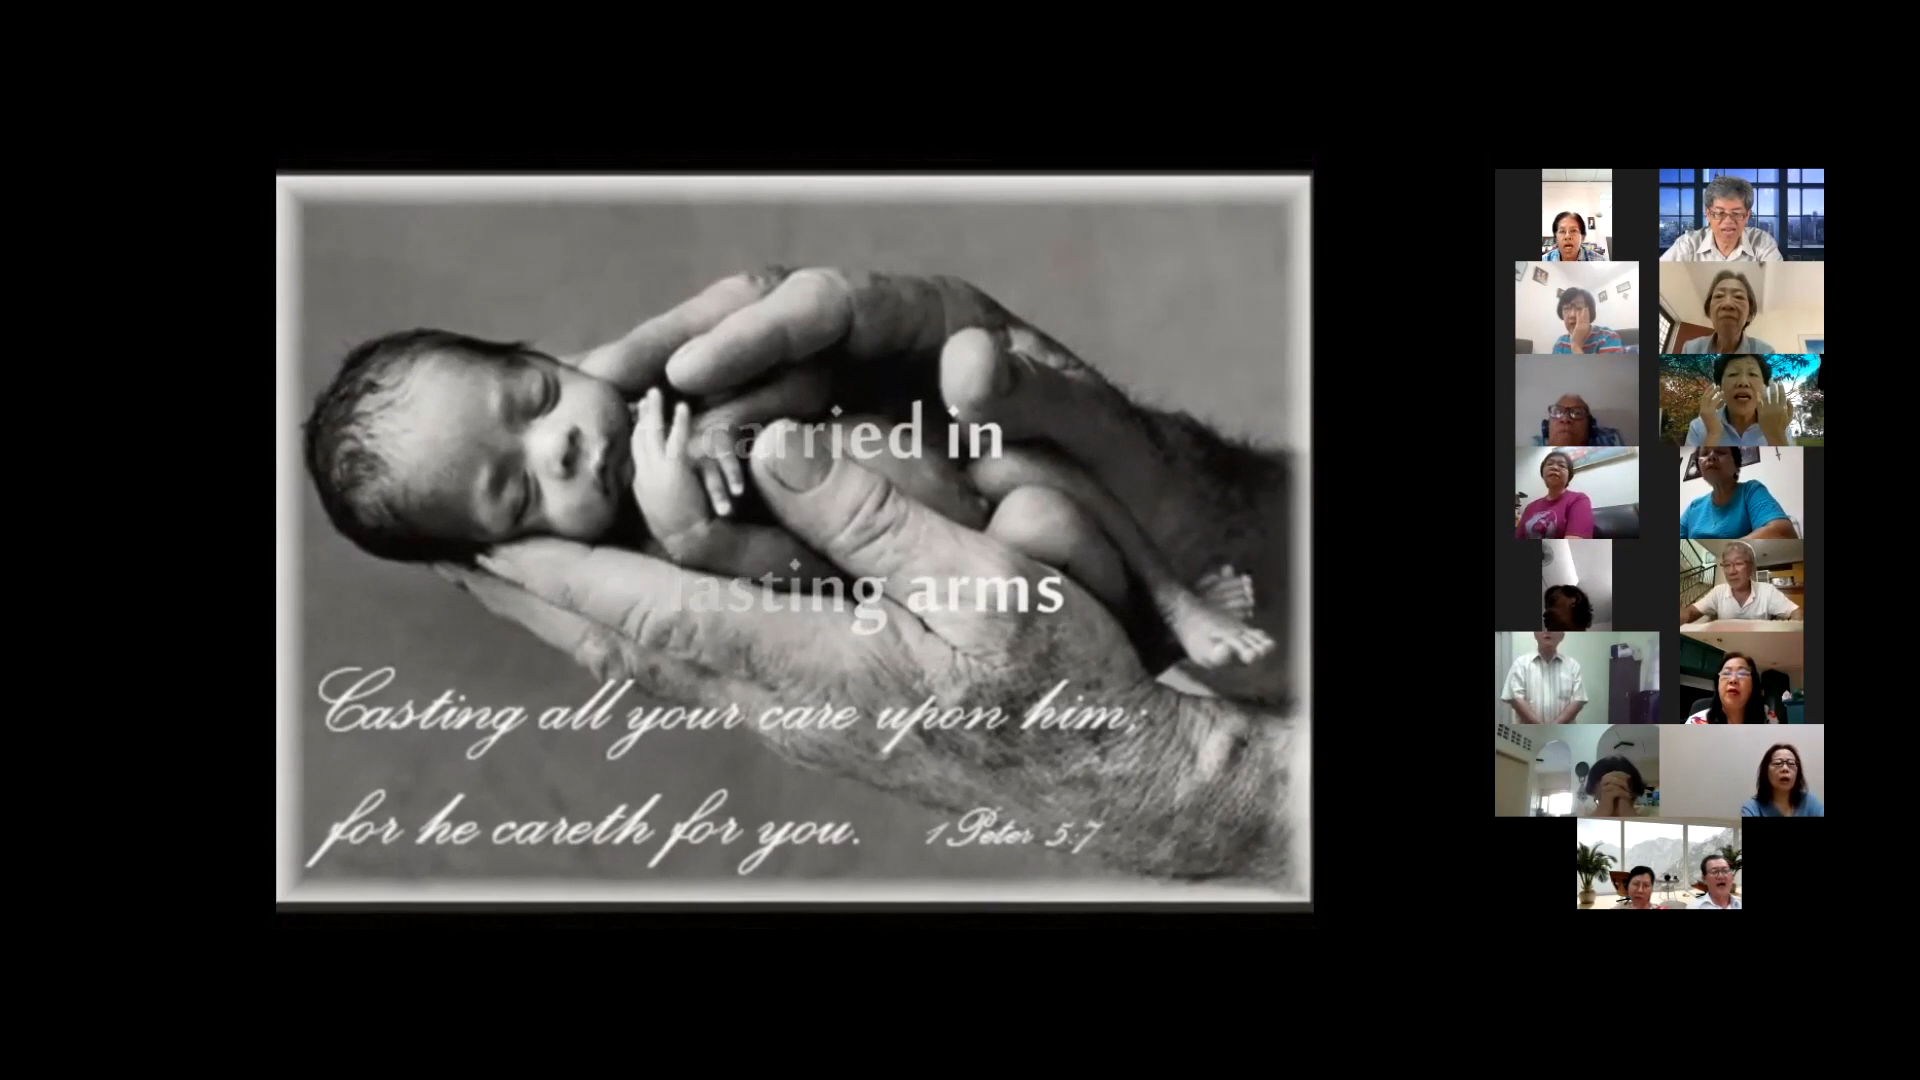 carried in
lasting arms
Casting all your care upon him;
for he careth for you. 1 Peter 5:7